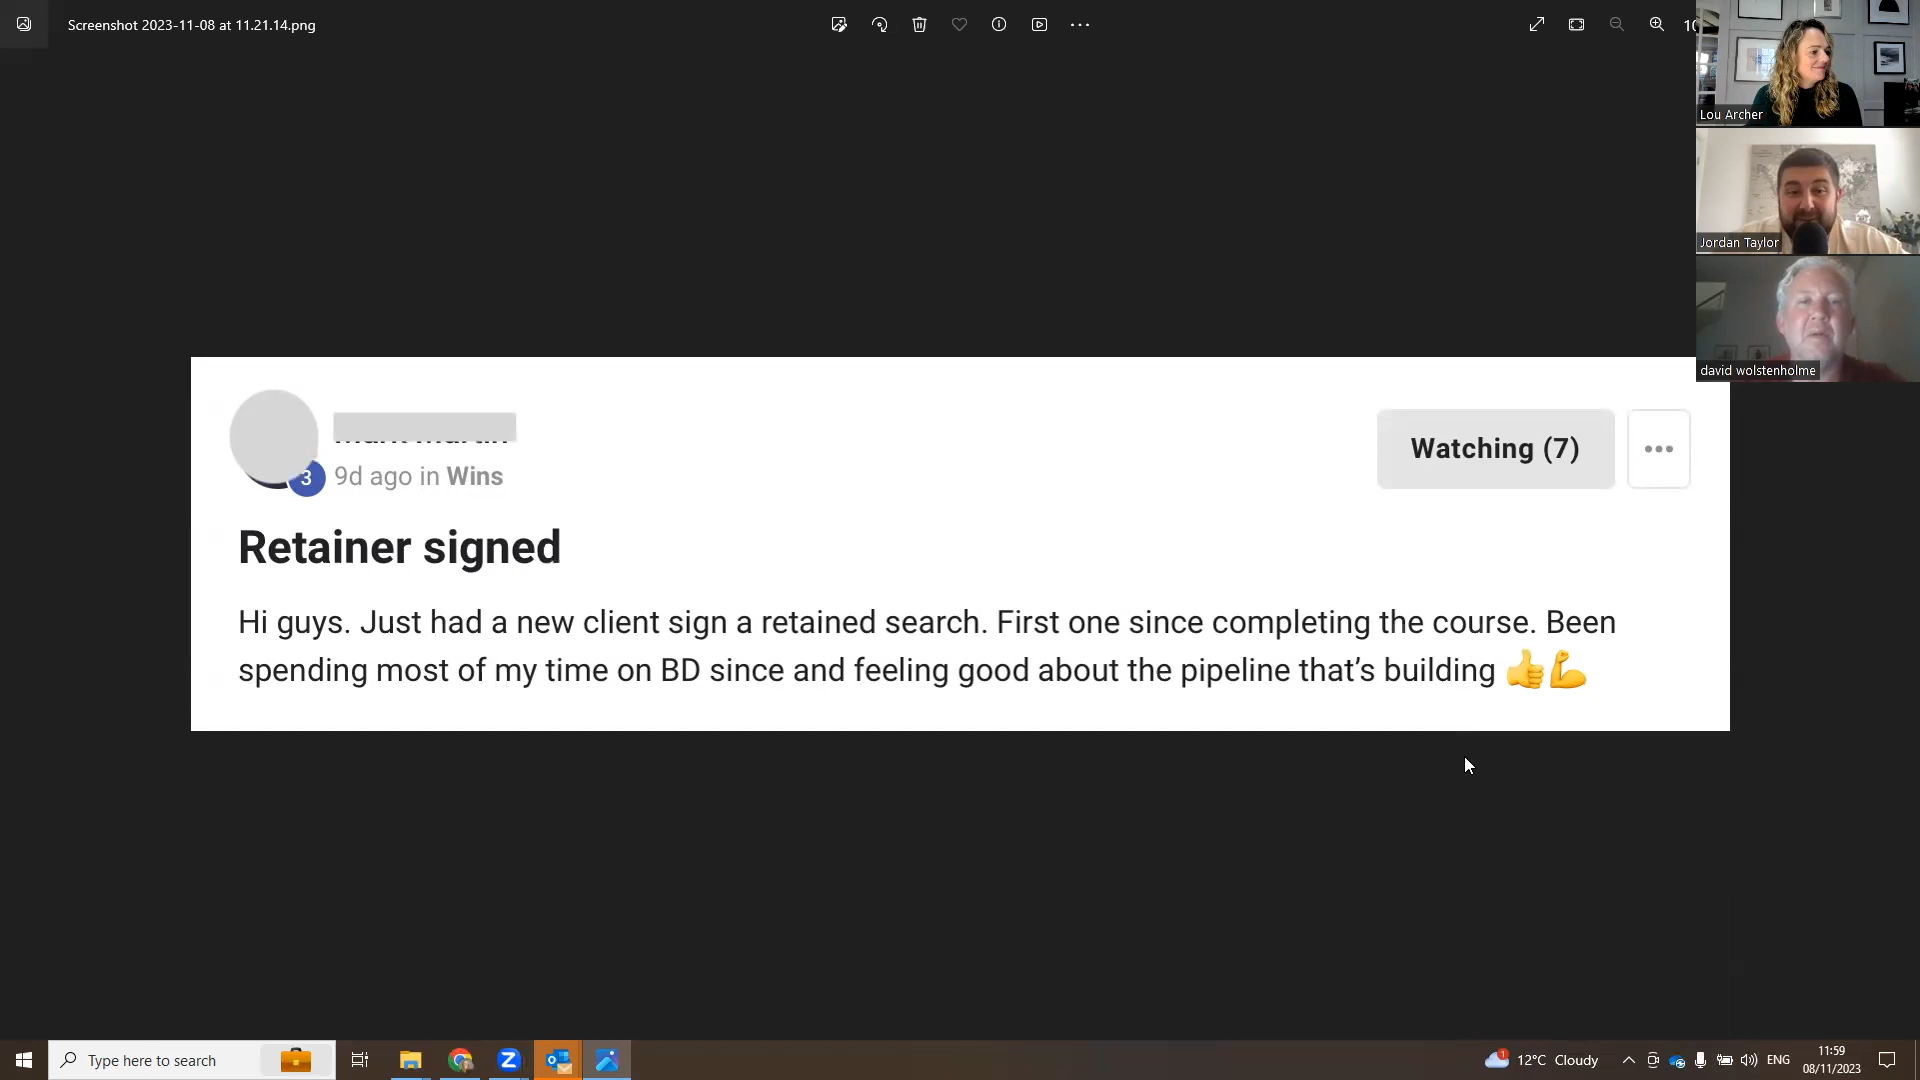 Screenshot 2023-11-08 at 11.21.14.png
Lou Archer
Jordan Taylor
david wolstenholme
3
9d ago in Wins
Watching (7)
Retainer signed
Hi guys. Just had a new client sign a retained search. First one since completing the course. Been
spending most of my time on BD since and feeling good about the pipeline that’s building 👍💪
Type here to search
1
12°C Cloudy
ENG
11:59
08/11/2023